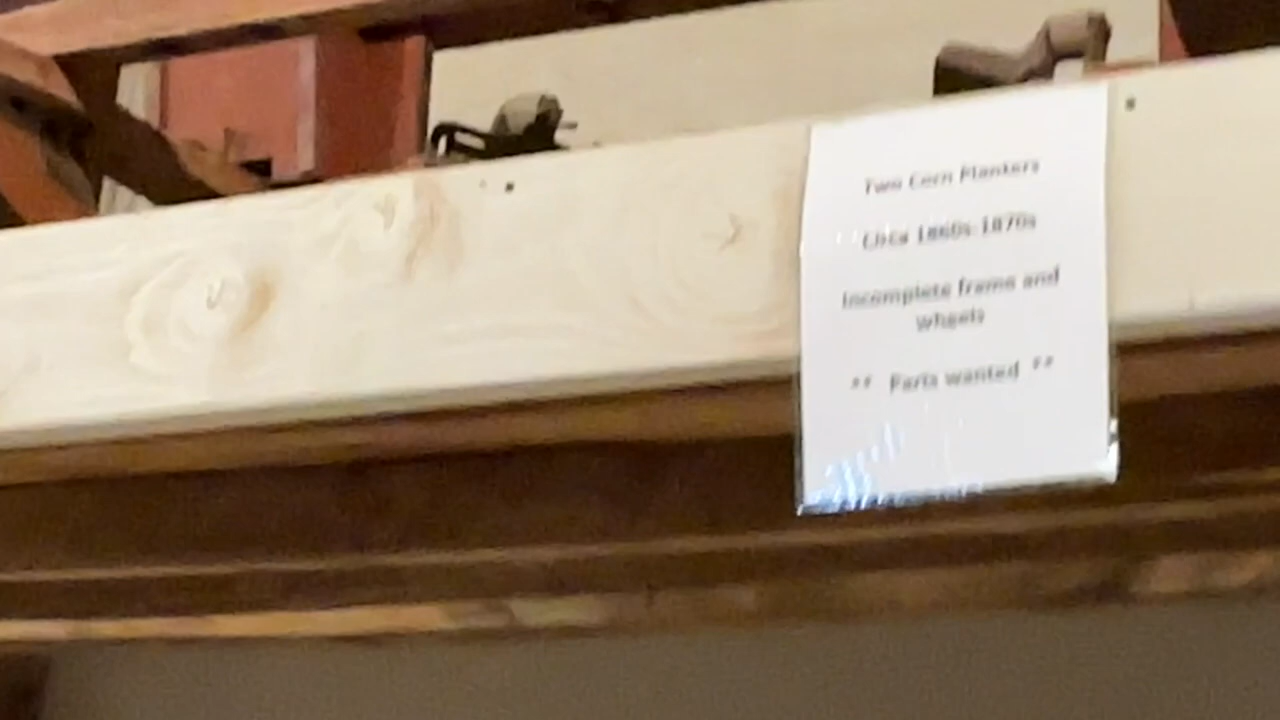 Two Corn Planters
Circa 1860s-1870s
Incomplete frame and
wheels
** Parts wanted **